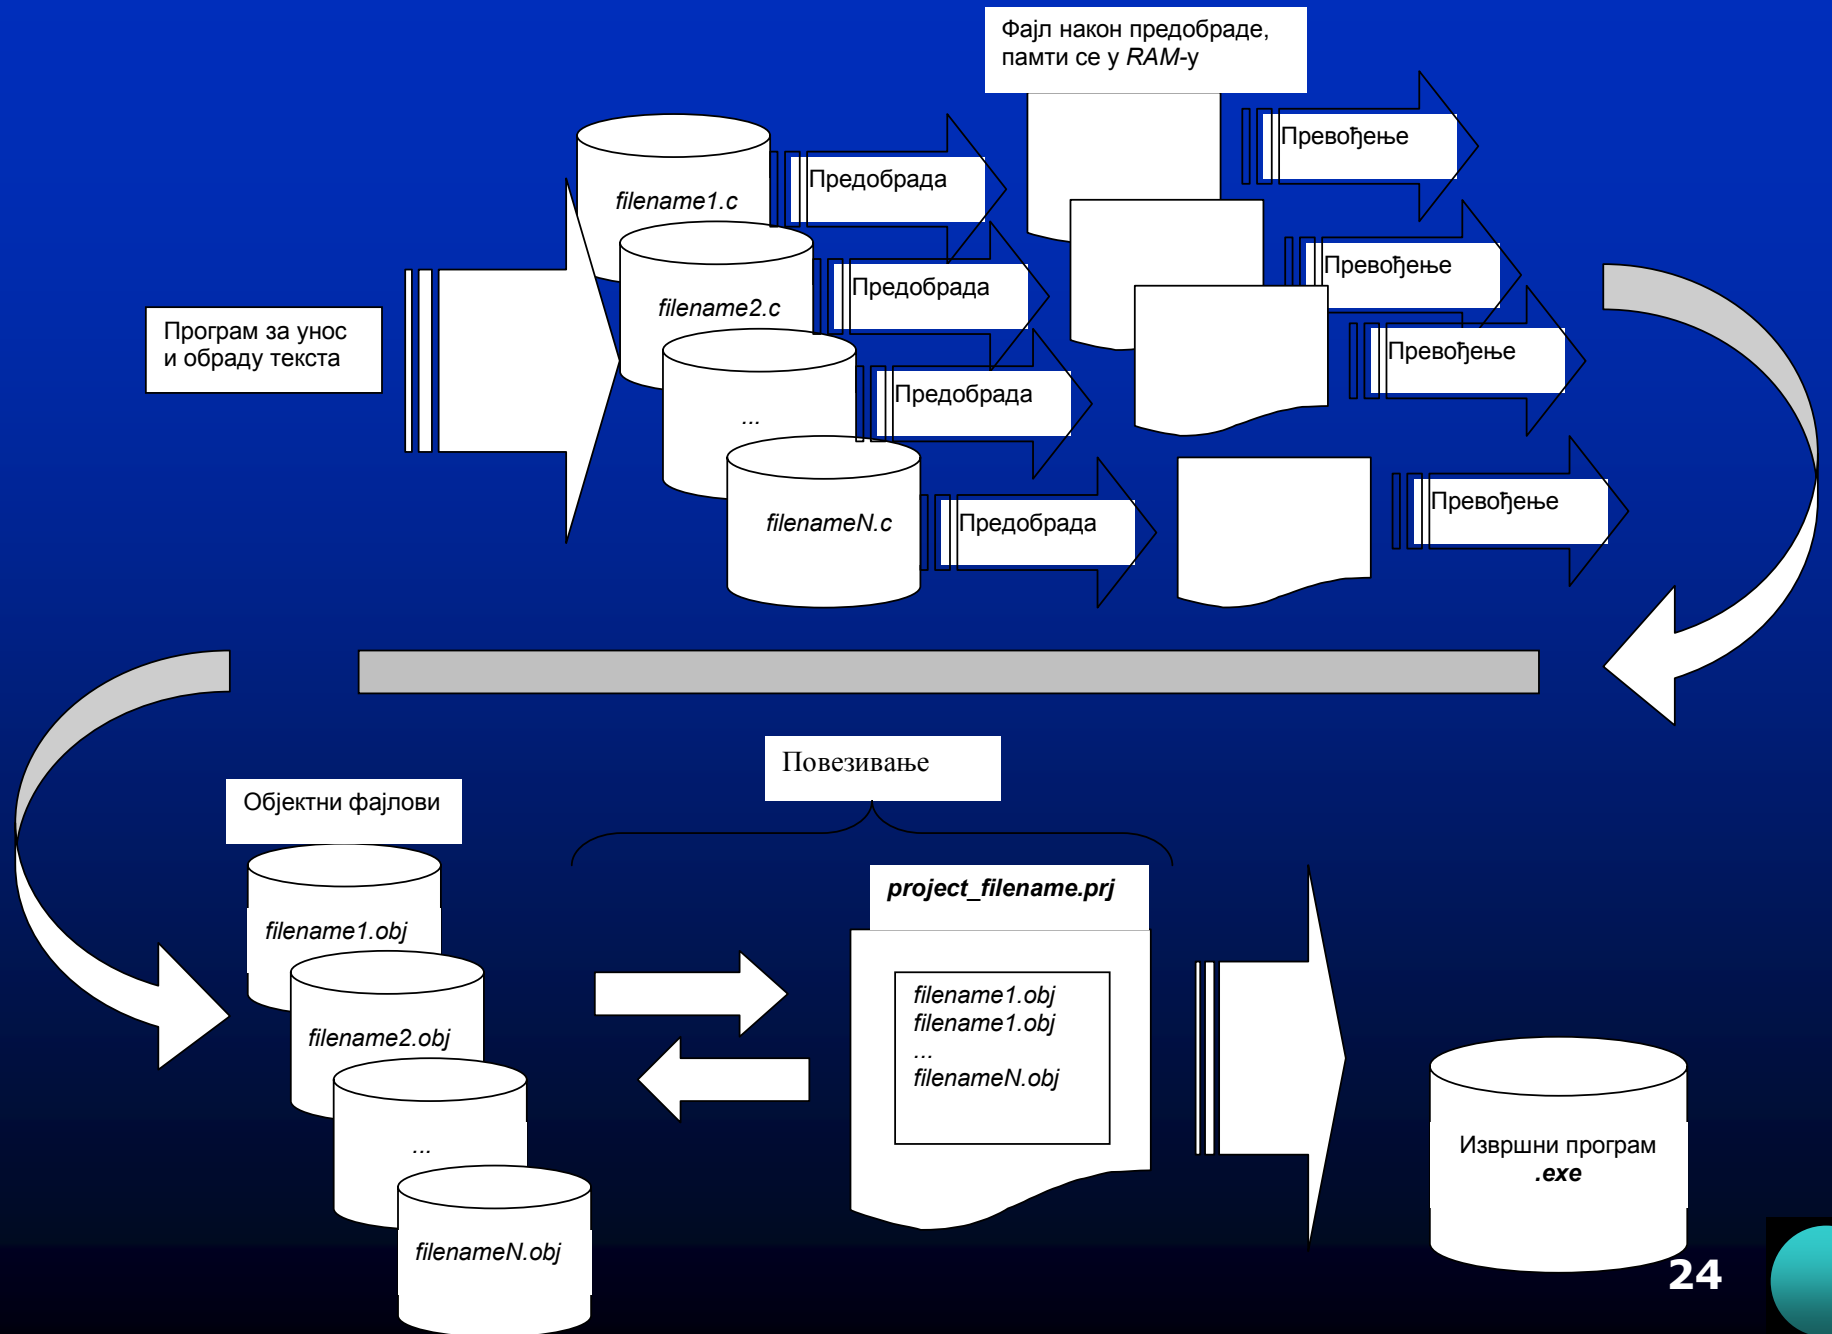 Фајл након предобраде,
памти се у RAM-у
Превођење
Предобрада
filename1.c
Превођење
Предобрада
filename2.c
Програм за унос
и обраду текста
Превођење
Предобрада
...
Превођење
Предобрада
filenameN.c
Повезивање
Објектни фајлови
project_filename.prj
filename1.obj
filename2.obj
...
filenameN.obj
filename1.obj
filename1.obj
...
filenameN.obj
Извршни програм
.exe
24